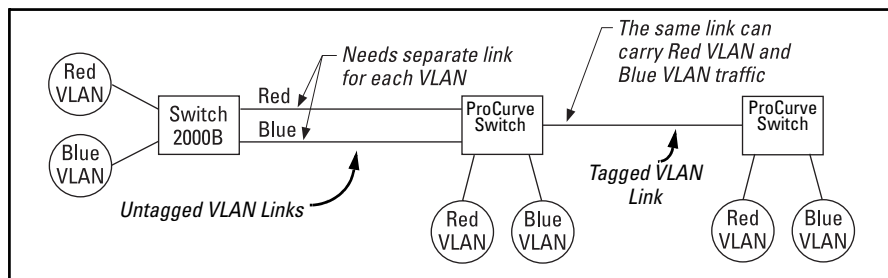 Red
VLAN
Blue
VLAN
Switch
2000B
Red
Blue
Needs separate link
for each VLAN
Untagged VLAN Links
ProCurve
Switch
Red
VLAN
Blue
VLAN
The same link can
carry Red VLAN and
Blue VLAN traffic
Tagged VLAN
Link
ProCurve
Switch
Red
VLAN
Blue
VLAN